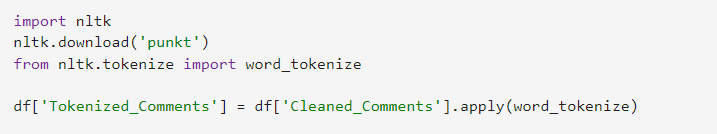 import nltk
nltk.download('punkt')
from nltk.tokenize import word_tokenize
df['Tokenized_Comments'] = df['Cleaned_Comments'].apply(word_tokenize)